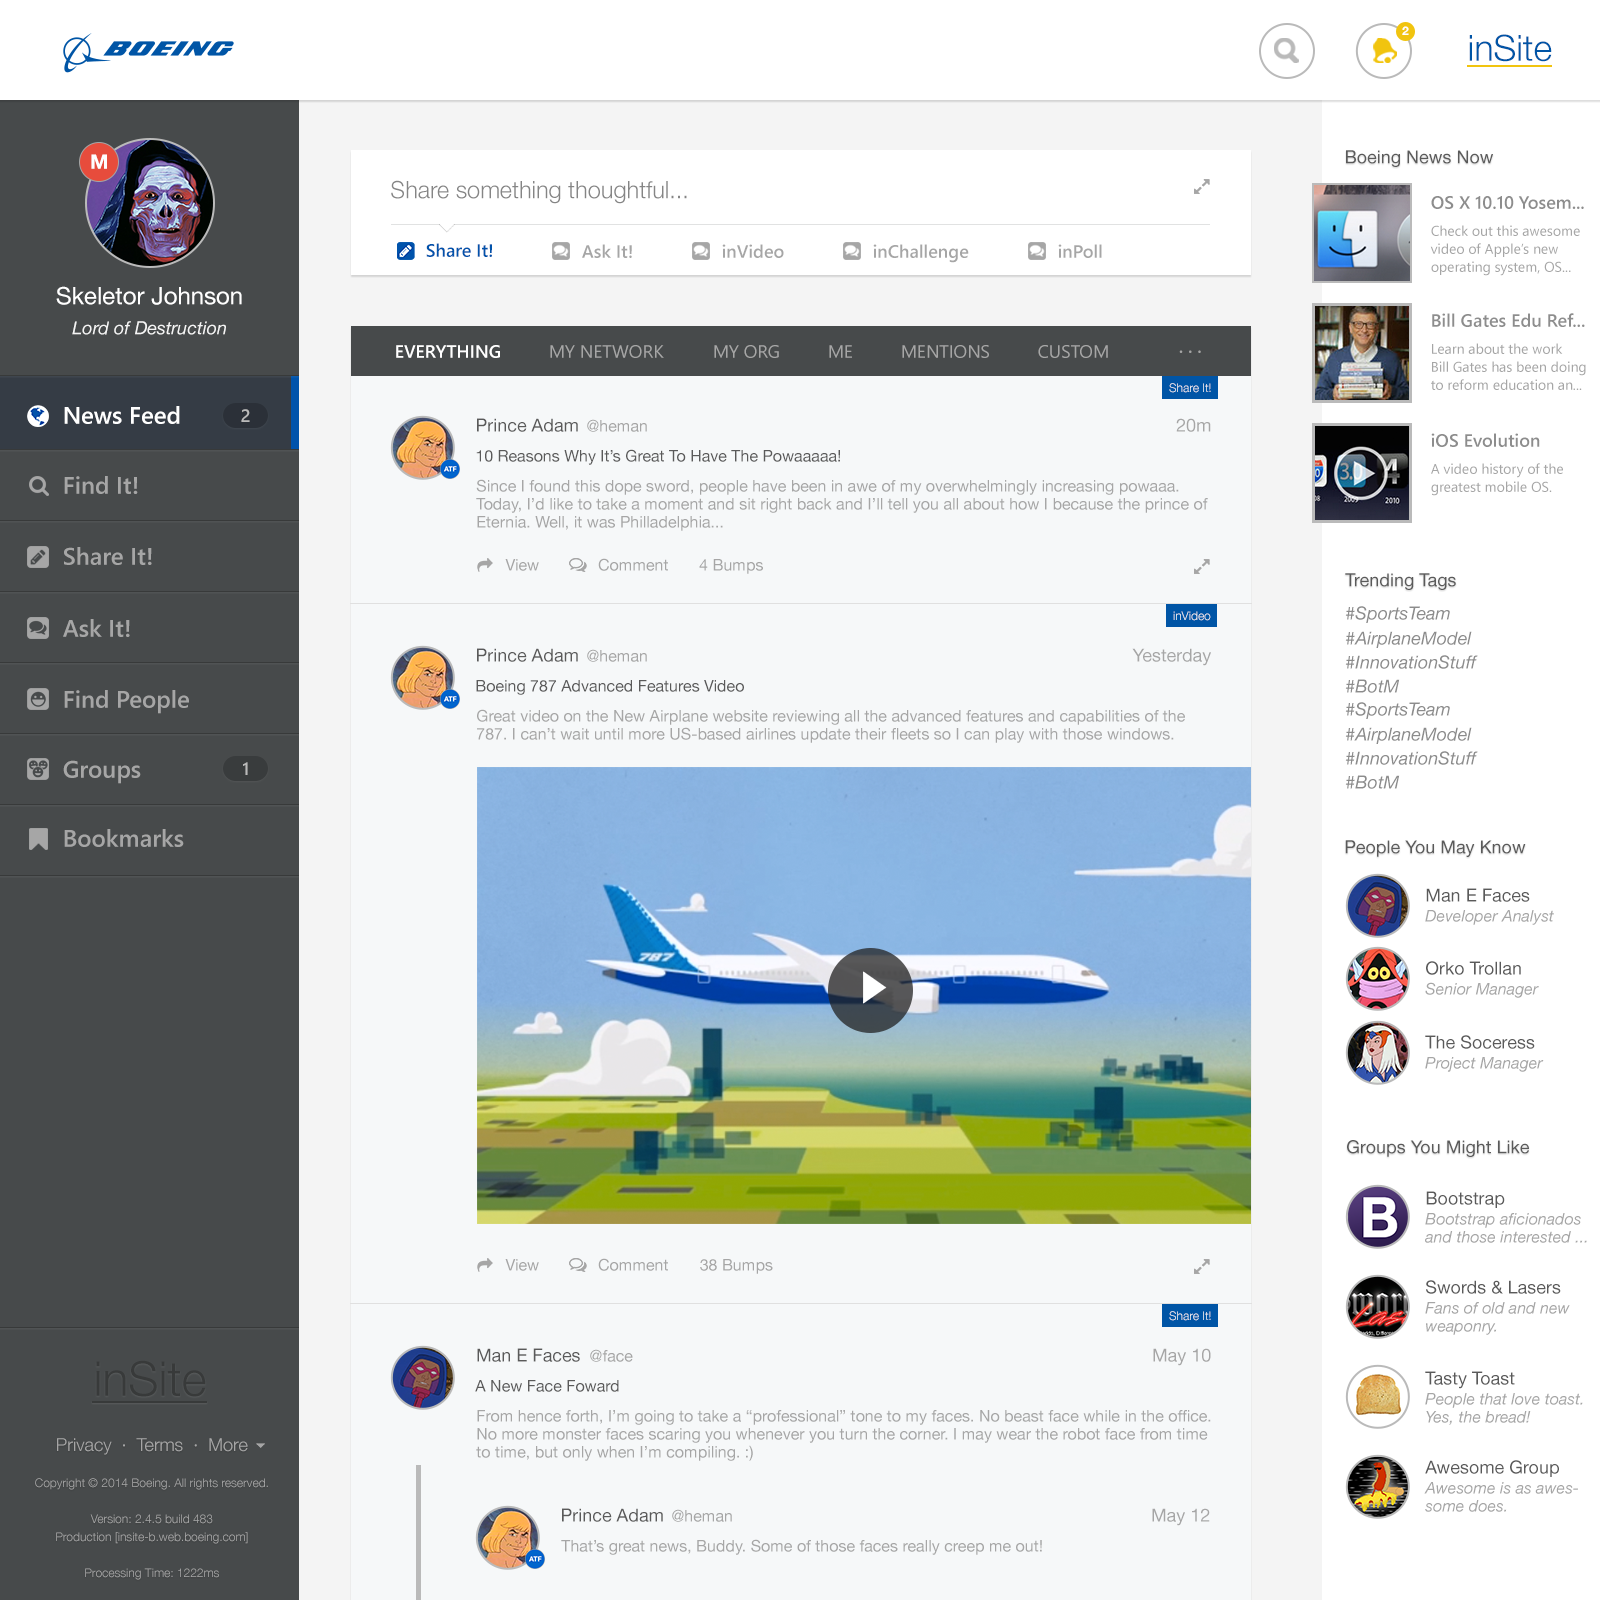 BOEING
2
inSite
M
Skeletor Johnson
Lord of Destruction
News Feed
2
Find It!
Share It!
Ask It!
Find People
Groups
1
Bookmarks
inSite
Privacy · Terms · More
Copyright © 2014 Boeing. All rights reserved.
Version: 2.4.5 build 483
Production [insite-b.web.boeing.com]
Processing Time: 1222ms
Share something thoughtful...
Share It!
Ask It!
inVideo
inChallenge
inPoll
EVERYTHING
MY NETWORK
MY ORG
ME
MENTIONS
CUSTOM
...
Share It!
Prince Adam @heman
20m
ATF
10 Reasons Why It's Great To Have The Powaaaaa!
Since I found this dope sword, people have been in awe of my overwhelmingly increasing powaaa.
Today, I'd like to take a moment and sit right back and I'll tell you all about how I because the prince of
Eternia. Well, it was Philladelphia...
View
Comment
4 Bumps
inVideo
Prince Adam @heman
Yesterday
ATF
Boeing 787 Advanced Features Video
Great video on the New Airplane website reviewing all the advanced features and capabilities of the
787. I can't wait until more US-based airlines update their fleets so I can play with those windows.
787
View
Comment
38 Bumps
Share It!
Man E Faces @face
May 10
A New Face Foward
From hence forth, I'm going to take a “professional” tone to my faces. No beast face while in the office.
No more monster faces scaring you whenever you turn the corner. I may wear the robot face from time
to time, but only when I'm compiling. :)
Prince Adam @heman
May 12
ATF
That's great news, Buddy. Some of those faces really creep me out!
Boeing News Now
OS X 10.10 Yosem...
Check out this awesome
video of Apple's new
operating system, OS...
Bill Gates Edu Ref...
Learn about the work
Bill Gates has been doing
to reform education an...
iOS Evolution
A video history of the
greatest mobile OS.
3.0
4
2009
2010
Trending Tags
#SportsTeam
#AirplaneModel
#InnovationStuff
#BotM
#SportsTeam
#AirplaneModel
#InnovationStuff
#BotM
People You May Know
Man E Faces
Developer Analyst
Orko Trollan
Senior Manager
The Soceress
Project Manager
Groups You Might Like
B
Bootstrap
Bootstrap aficionados
and those interested ...
Swords & Lasers
Fans of old and new
weaponry.
Tasty Toast
People that love toast.
Yes, the bread!
Awesome Group
Awesome is as awes-
some does.